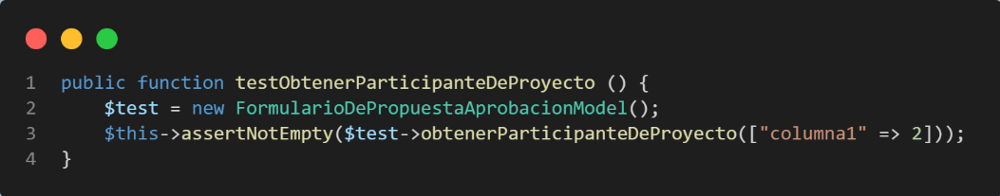 1 public function testObtenerParticipanteDeProyecto () {
2 $test = new FormularioDePropuestaAprobacionModel();
3 $this->assertNotEmpty($test->obtenerParticipanteDeProyecto(["columna1" => 2]));
4 }